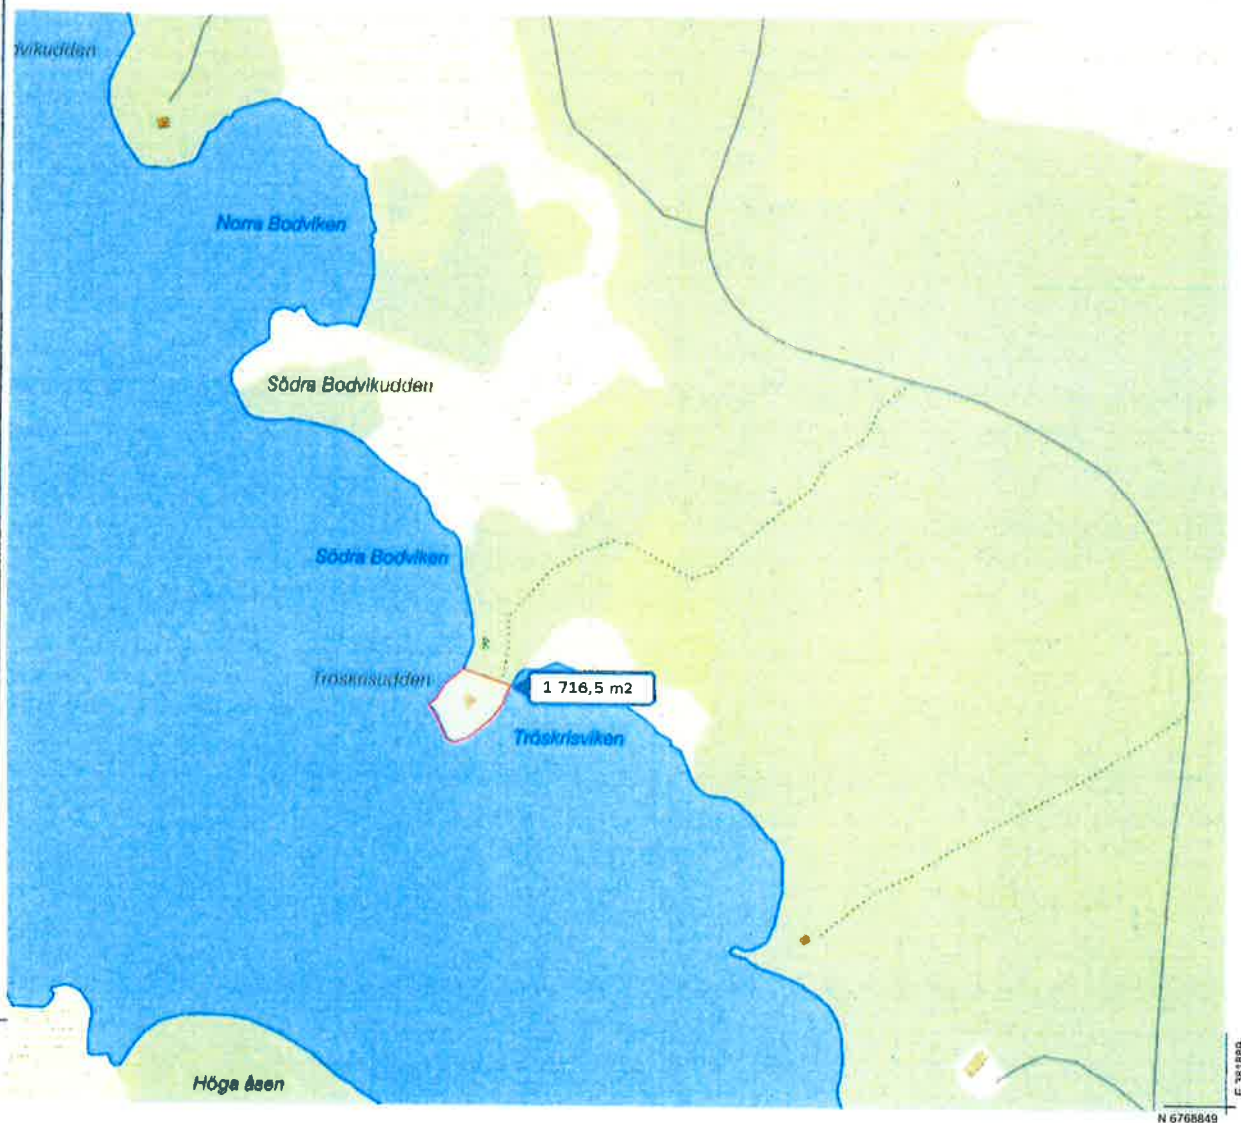 Norra Bodviken
Södra Bodvikudden
Södra Bodviken
Tröskrisudden
1 716,5 m2
Tröskrisviken
Höga åsen
N 6768849